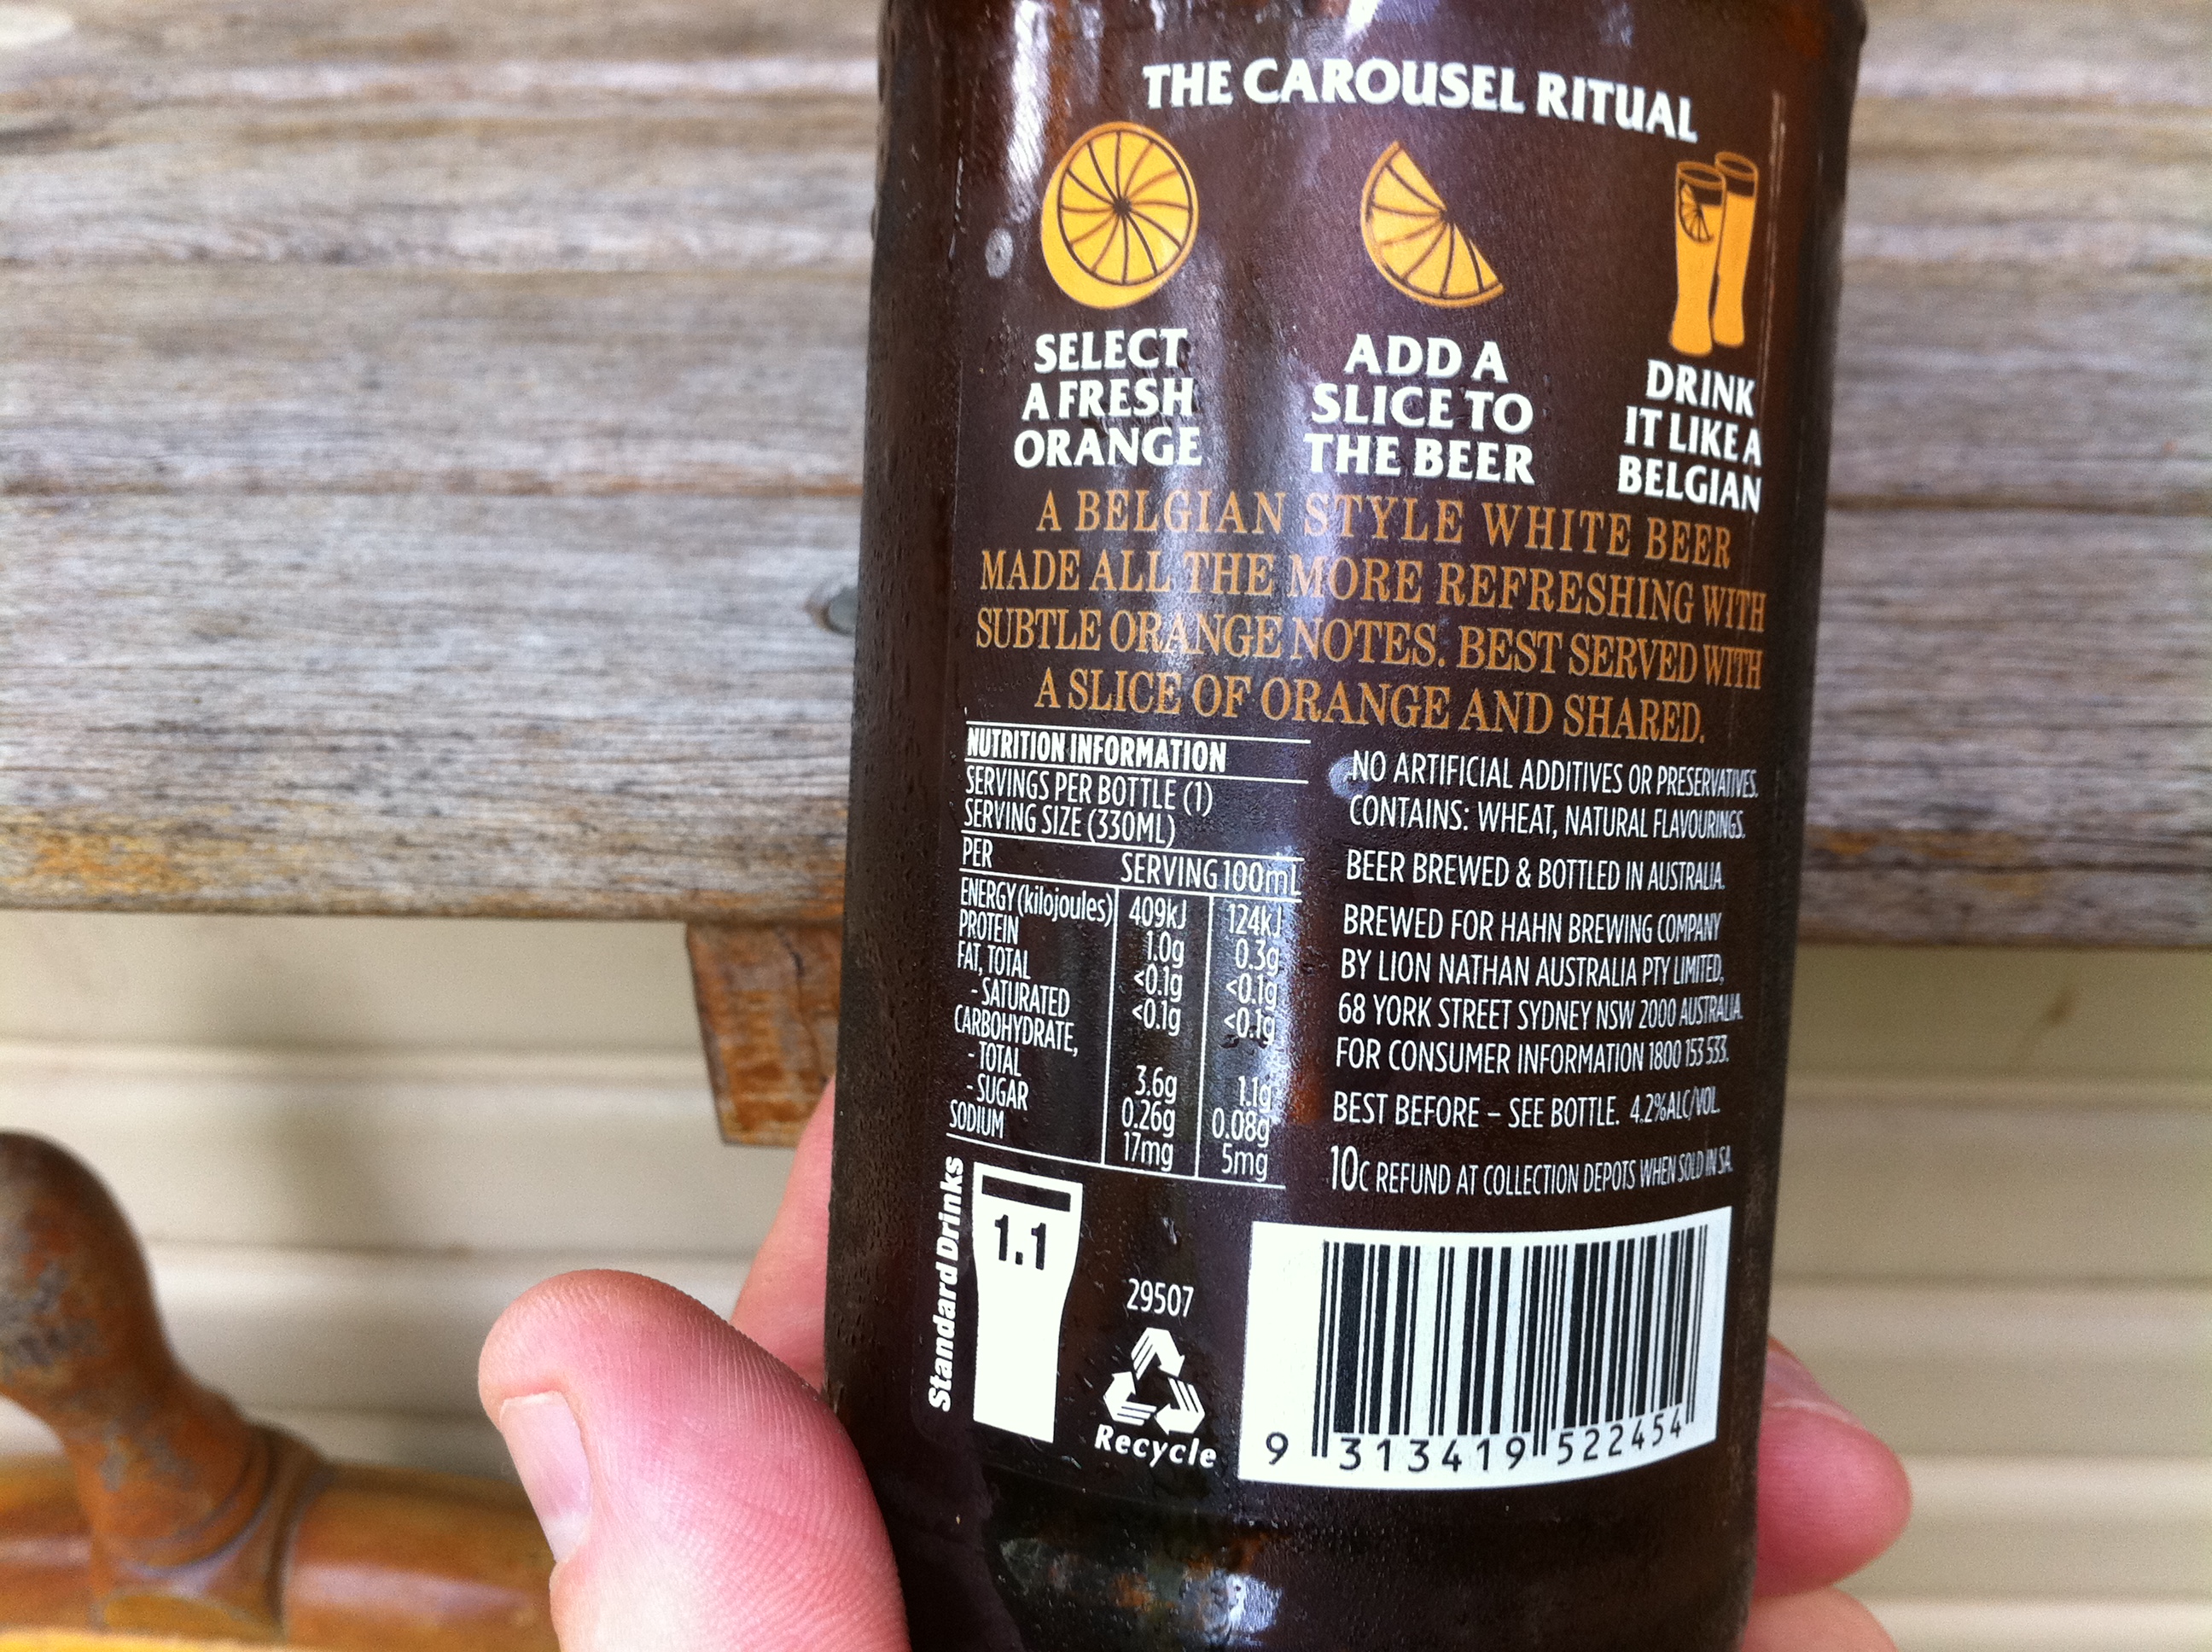 THE CAROUSEL RITUAL
SELECT
A FRESH
ORANGE
ADD A
SLICE TO
THE BEER
DRINK
IT LIKE A
BELGIAN
A BELGIAN STYLE WHITE BEER
MADE ALL THE MORE REFRESHING WITH
SUBTLE ORANGE NOTES. BEST SERVED WITH
A SLICE OF ORANGE AND SHARED.
NUTRITION INFORMATION
SERVINGS PER BOTTLE (1)
SERVING SIZE (330ML)
PER SERVING 100mL
ENERGY (kilojoules) 409kJ 124kJ
PROTEIN 1.0g 0.3g
FAT, TOTAL <0.1g <0.1g
- SATURATED <0.1g <0.1g
CARBOHYDRATE,
- TOTAL 3.6g 1.1g
- SUGAR 0.26g 0.08g
SODIUM 17mg 5mg
NO ARTIFICIAL ADDITIVES OR PRESERVATIVES.
CONTAINS: WHEAT, NATURAL FLAVOURINGS.
BEER BREWED & BOTTLED IN AUSTRALIA.
BREWED FOR HAHN BREWING COMPANY
BY LION NATHAN AUSTRALIA PTY LIMITED,
68 YORK STREET SYDNEY NSW 2000 AUSTRALIA.
FOR CONSUMER INFORMATION 1800 153 533.
BEST BEFORE – SEE BOTTLE. 4.2%ALC/VOL.
10c REFUND AT COLLECTION DEPOTS WHEN SOLD IN SA.
Standard Drinks
1.1
29507
Recycle
9 313419 522454